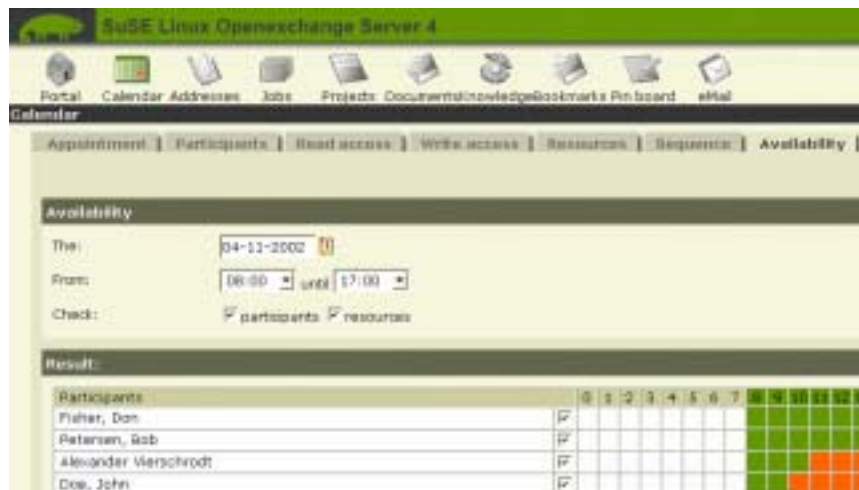 SuSE Linux Openexchange Server 4
Portal Calendar Addresses Jobs Projects Documents Knowledge Bookmarks Pin board eMail
Calendar
Appointment | Participants | Read access | Write access | Resources | Sequence | Availability |
Availability
The: 04-11-2002
From: 08:00 until 17:00
Check: participants resources
Result:
Participants 0 1 2 3 4 5 6 7 8 9 10 11 12
Fisher, Don
Petersen, Bob
Alexander Vierschrodt
Doe, John